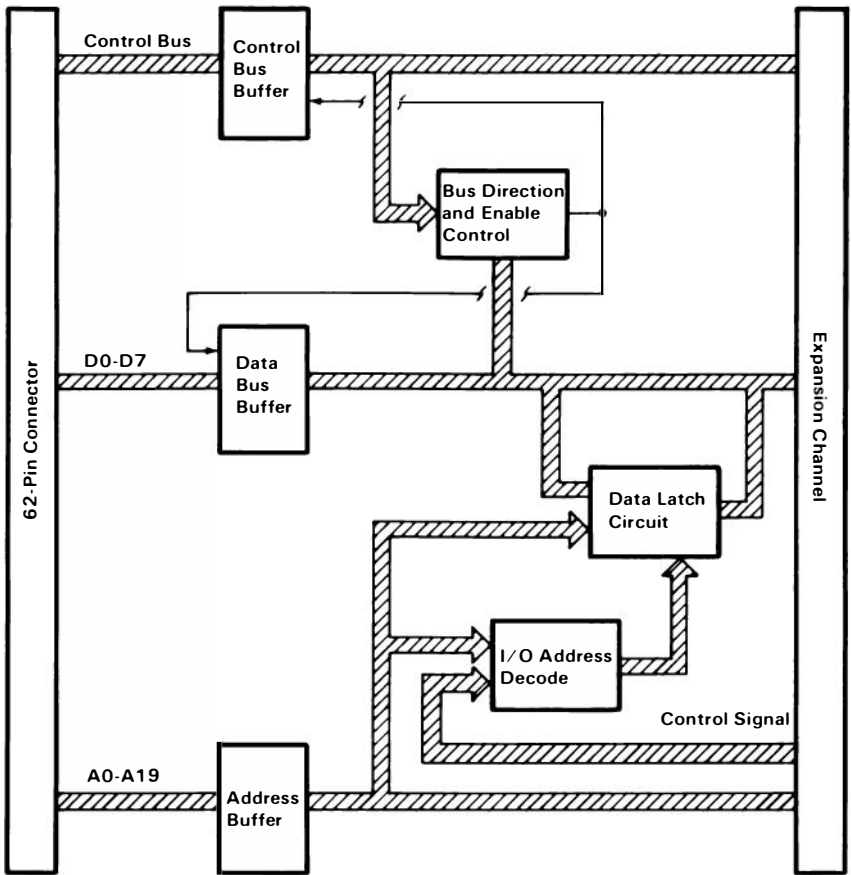 Control Bus
Control
Bus
Buffer
Bus Direction
and Enable
Control
62-Pin Connector
D0-D7
Data
Bus
Buffer
Expansion Channel
Data Latch
Circuit
I/O Address
Decode
Control Signal
A0-A19
Address
Buffer